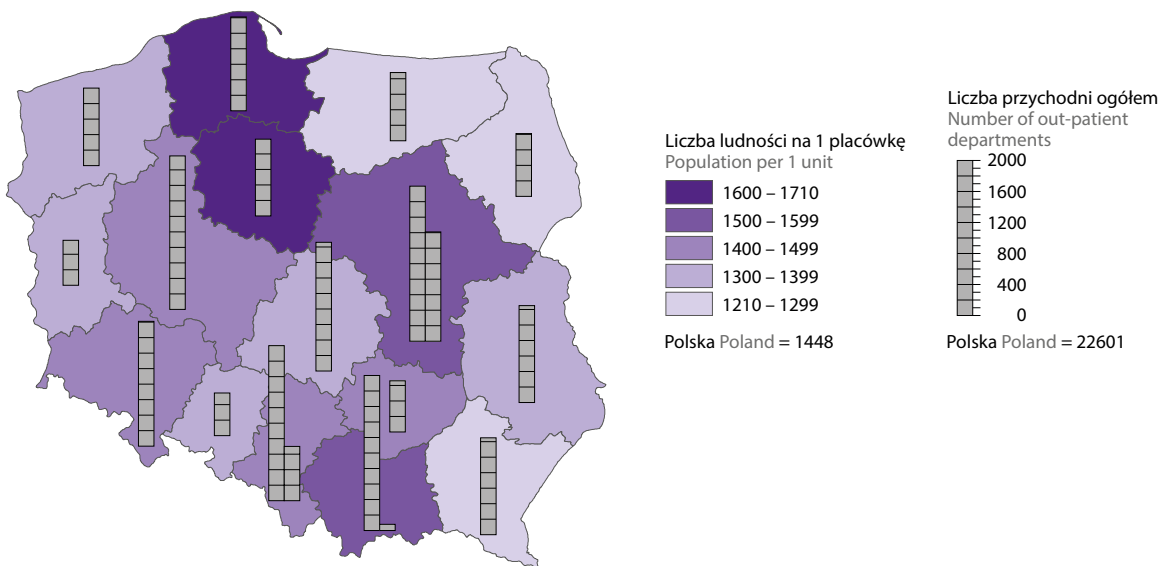 Liczba ludności na 1 placówkę
Population per 1 unit
1600 – 1710
1500 – 1599
1400 – 1499
1300 – 1399
1210 – 1299
Polska Poland = 1448
Liczba przychodni ogółem
Number of out-patient
departments
2000
1600
1200
800
400
0
Polska Poland = 22601